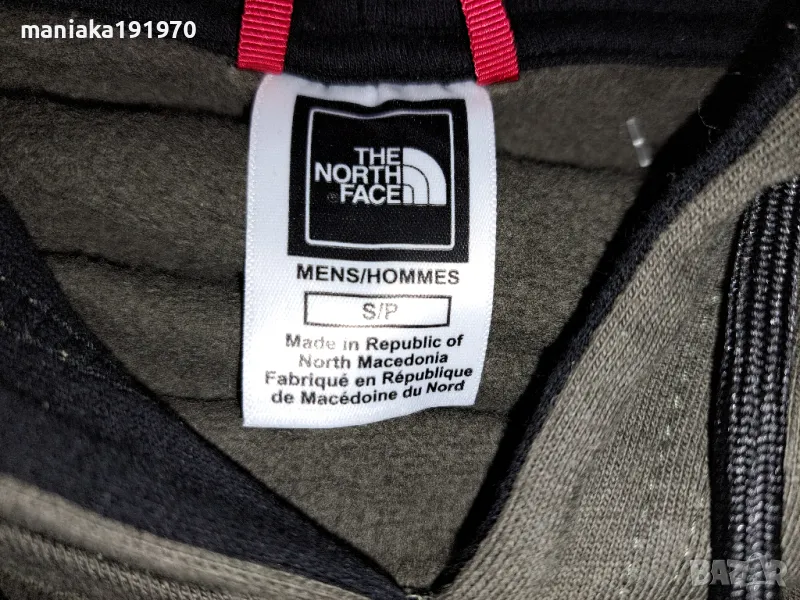 maniaka191970
THE
NORTH
FACE
MENS/HOMMES
S/P
Made in Republic of
North Macedonia
Fabriqué en République
de Macédoine du Nord
BAZAR